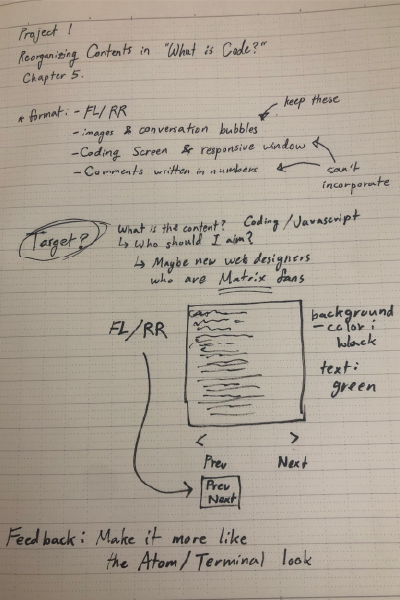 Project 1
Reorganizing Contents in "What is Code?"
Chapter 5.
* format: - FL/RR
keep these
- images & conversation bubbles
- Coding Screen & responsive window
- Comments written in numbers
can't
incorporate
Target?
What is the content? Coding/Javascript
↳ Who should I aim?
↳ Maybe new web designers
who are Matrix fans
FL/RR
background
- color:
black
text:
green
< >
Prev Next
Prev
Next
Feedback: Make it more like
the Atom/Terminal look